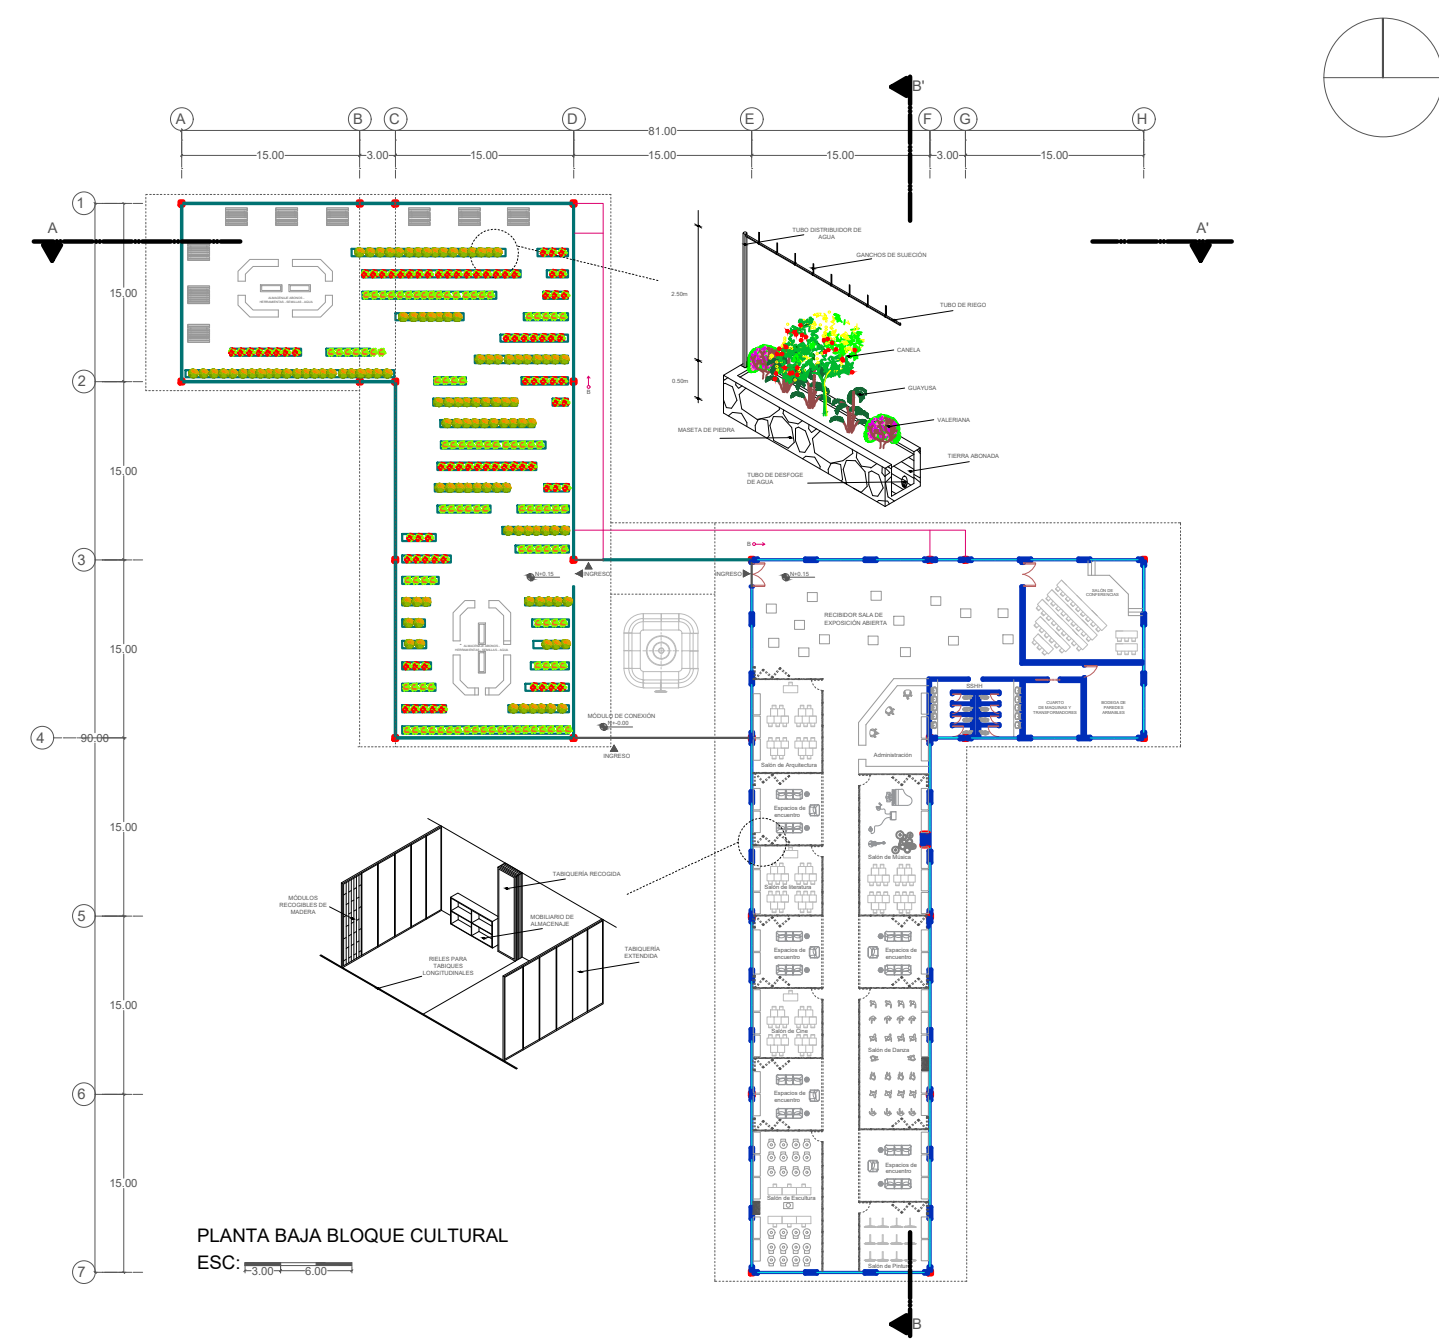 B'
A
B
C
D
E
F
G
H
81.00
15.00
3.00
15.00
15.00
15.00
3.00
15.00
1
A
A'
15.00
2
15.00
3
15.00
4
90.00
15.00
5
15.00
6
15.00
7
TUBO DISTRIBUIDOR DE
AGUA
GANCHOS DE SUJECIÓN
2.50m
TUBO DE RIEGO
CANELA
0.50m
GUAYUSA
VALERIANA
MASETA DE PIEDRA
TIERRA ABONADA
TUBO DE DESFOGE
DE AGUA
B
B
N+0.15
INGRESO
INGRESO
N+0.15
RECIBIDOR SALA DE
EXPOSICIÓN ABIERTA
SALÓN DE
CONFERENCIAS
SSHH
CUARTO
DE MAQUINAS Y
TRANSFORMADORES
BODEGA DE
PAREDES
ARMABLES
MÓDULO DE CONEXIÓN
N+-0.00
INGRESO
Salón de Arquitectura
Administración
Espacios de
encuentro
Salón de Música
Salón de literatura
Espacios de
encuentro
Espacios de
encuentro
Salón de Cine
Salón de Danza
Espacios de
encuentro
Espacios de
encuentro
Salón de Escultura
Salón de Pintura
MÓDULOS
RECOGIBLES DE
MADERA
TABIQUERÍA RECOGIDA
MOBILIARIO DE
ALMACENAJE
TABIQUERÍA
EXTENDIDA
RIELES PARA
TABIQUES
LONGITUDINALES
PLANTA BAJA BLOQUE CULTURAL
ESC:
3.00
6.00
B